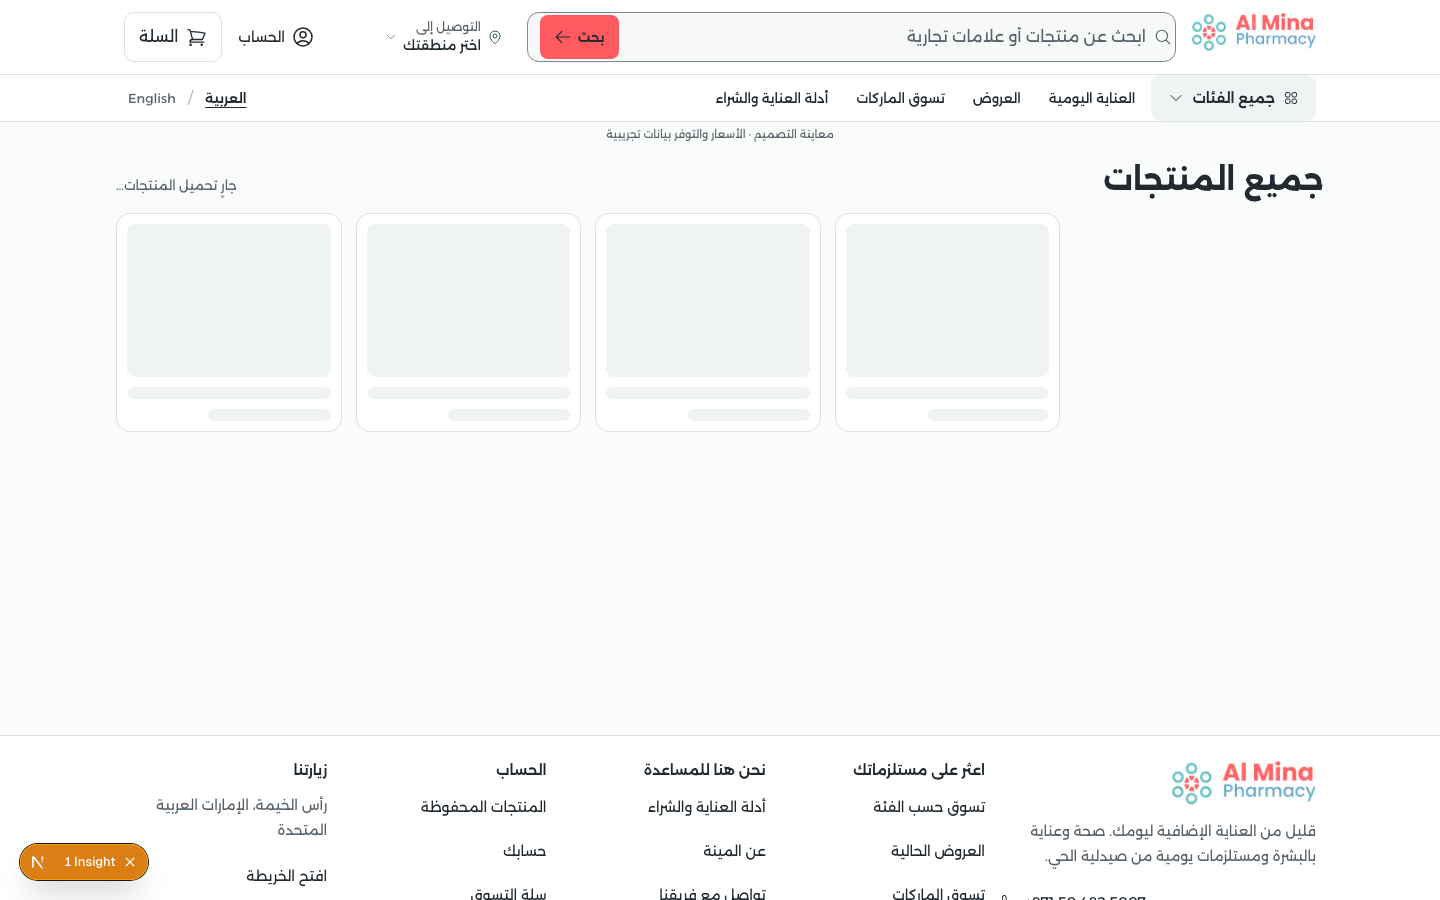 Al Mina
Pharmacy
ابحث عن منتجات أو علامات تجارية
بحث
التوصيل إلى
اختر منطقتك
الحساب
السلة
جميع الفئات
العناية اليومية
العروض
تسوق الماركات
أدلة العناية والشراء
العربية / English
معاينة التصميم · الأسعار والتوفر بيانات تجريبية
جميع المنتجات
جارٍ تحميل المنتجات...
Al Mina
Pharmacy
قليل من العناية الإضافية ليومك. صحة وعناية
بالبشرة ومستلزمات يومية من صيدلية الحي.
اعثر على مستلزماتك
تسوق حسب الفئة
العروض الحالية
تسوق الماركات
نحن هنا للمساعدة
أدلة العناية والشراء
عن المينة
تواصل مع فريقنا
الحساب
المنتجات المحفوظة
حسابك
سلة التسوق
زيارتنا
رأس الخيمة، الإمارات العربية
المتحدة
افتح الخريطة
1 Insight